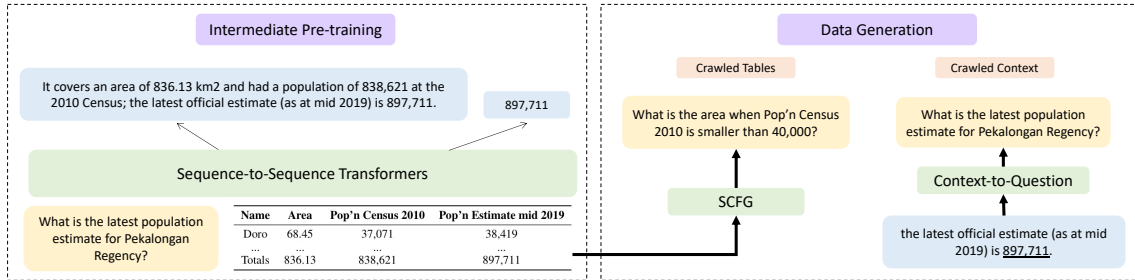 Intermediate Pre-training
It covers an area of 836.13 km2 and had a population of 838,621 at the
2010 Census; the latest official estimate (as at mid 2019) is 897,711.
897,711
Sequence-to-Sequence Transformers
What is the latest population
estimate for Pekalongan
Regency?
Name Area Pop'n Census 2010 Pop'n Estimate mid 2019
Doro 68.45 37,071 38,419
... ... ... ...
Totals 836.13 838,621 897,711
Data Generation
Crawled Tables
What is the area when Pop'n Census
2010 is smaller than 40,000?
SCFG
Crawled Context
What is the latest population
estimate for Pekalongan Regency?
Context-to-Question
the latest official estimate (as at mid
2019) is 897,711.